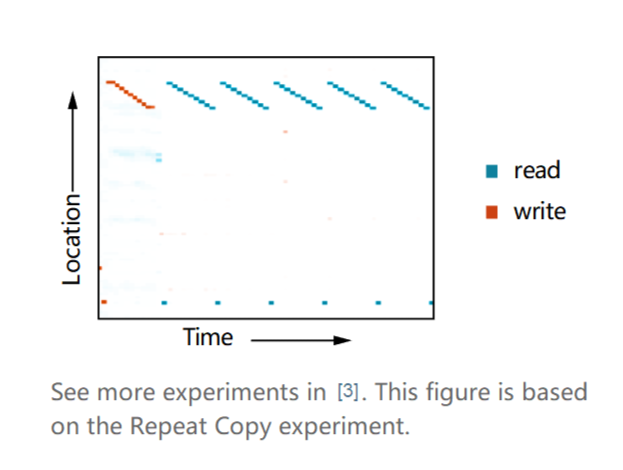 read
write
Location
Time
See more experiments in [3]. This figure is based
on the Repeat Copy experiment.